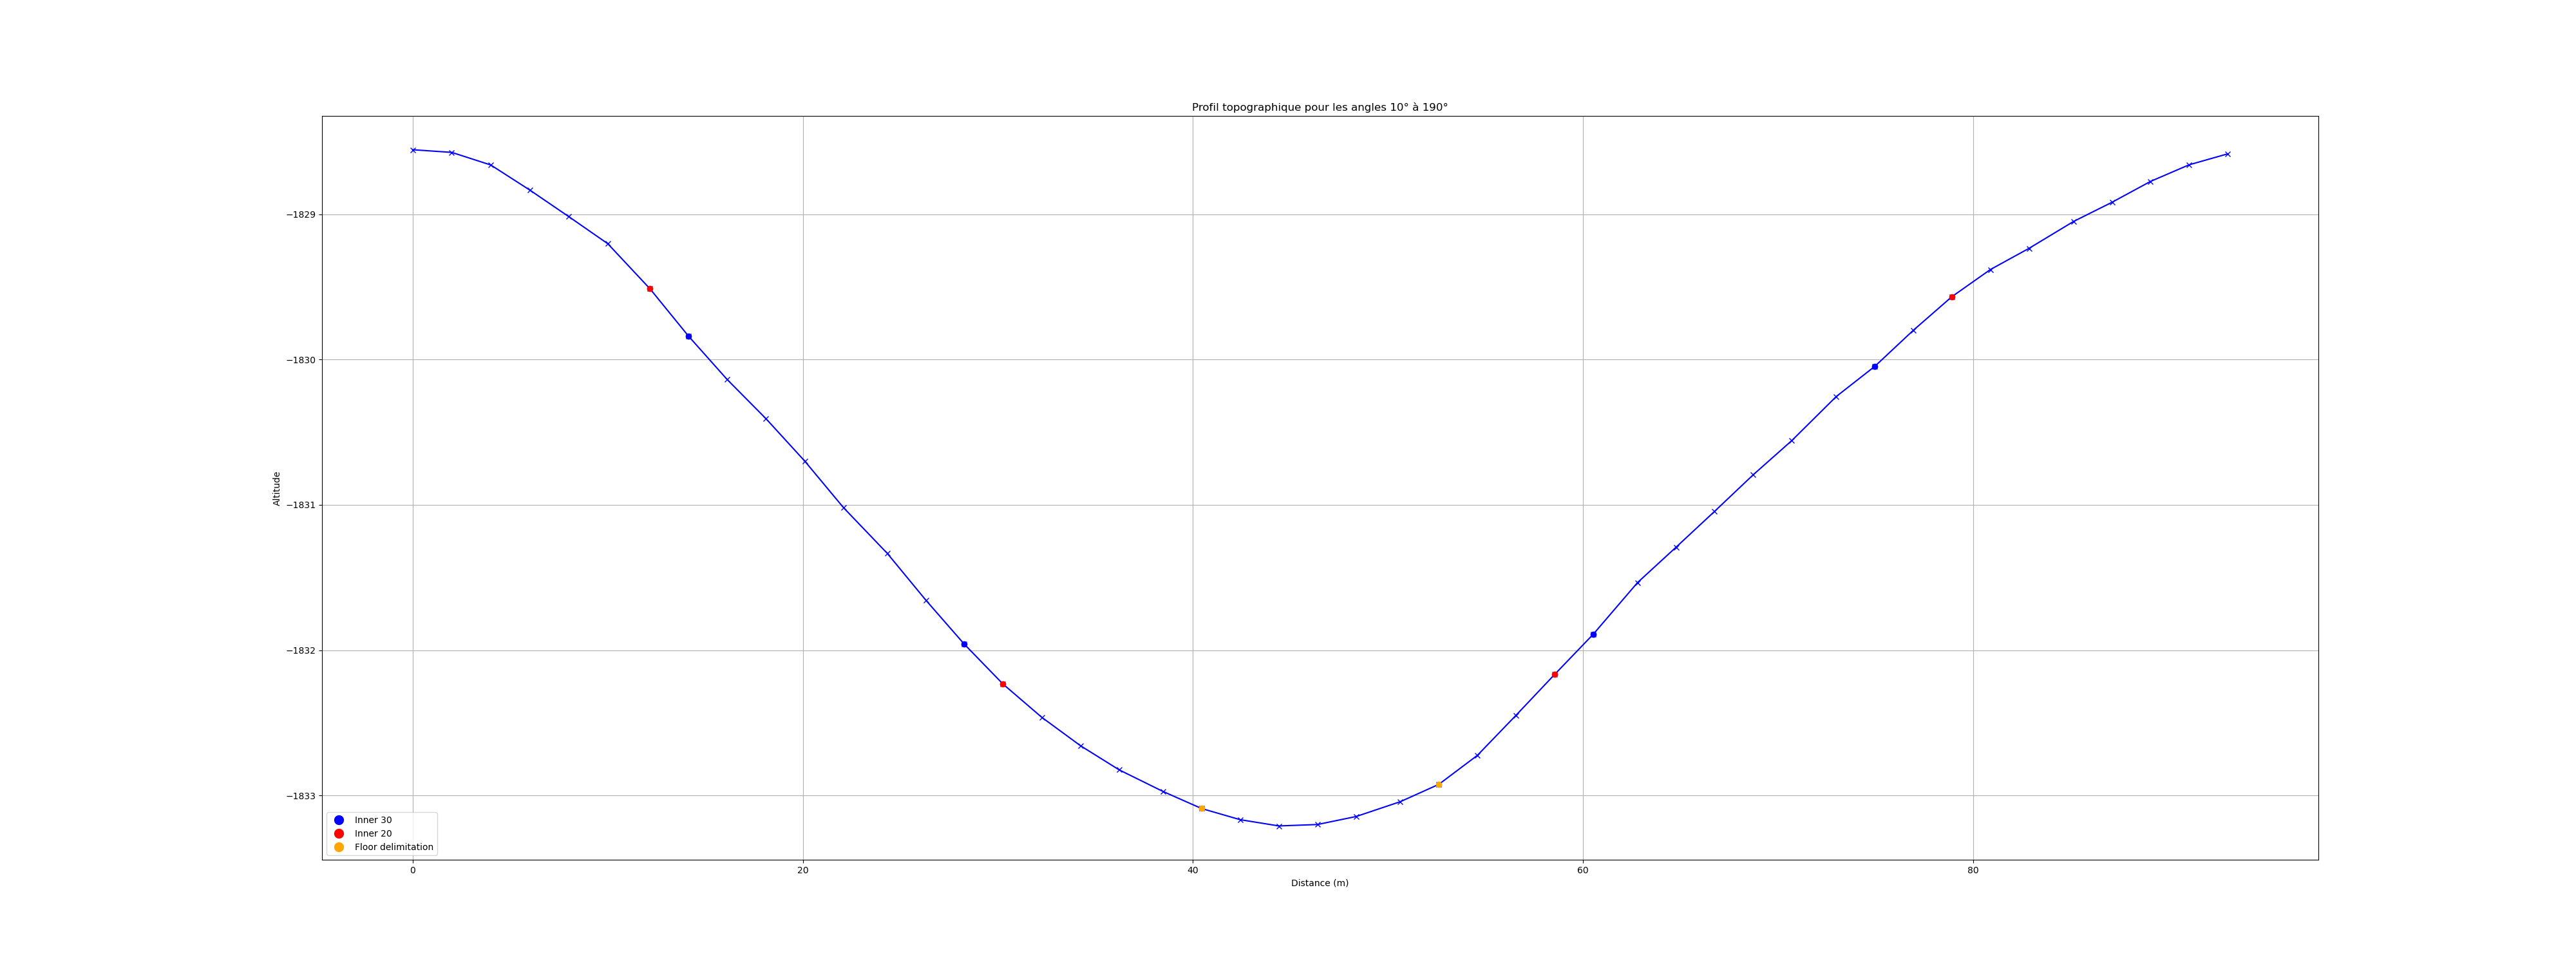 Profil topographique pour les angles 10° à 190°
Altitude
−1829
−1830
−1831
−1832
−1833
Inner 30
Inner 20
Floor delimitation
0 20 40 60 80
Distance (m)